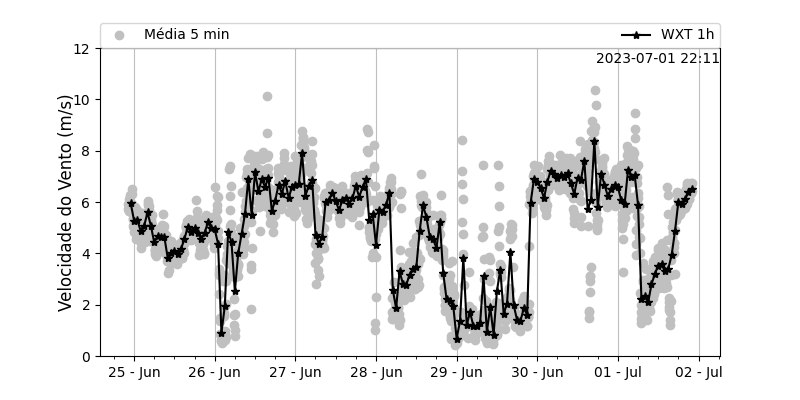 Média 5 min
WXT 1h
2023-07-01 22:11
Velocidade do Vento (m/s)
12
10
8
6
4
2
0
25 - Jun
26 - Jun
27 - Jun
28 - Jun
29 - Jun
30 - Jun
01 - Jul
02 - Jul